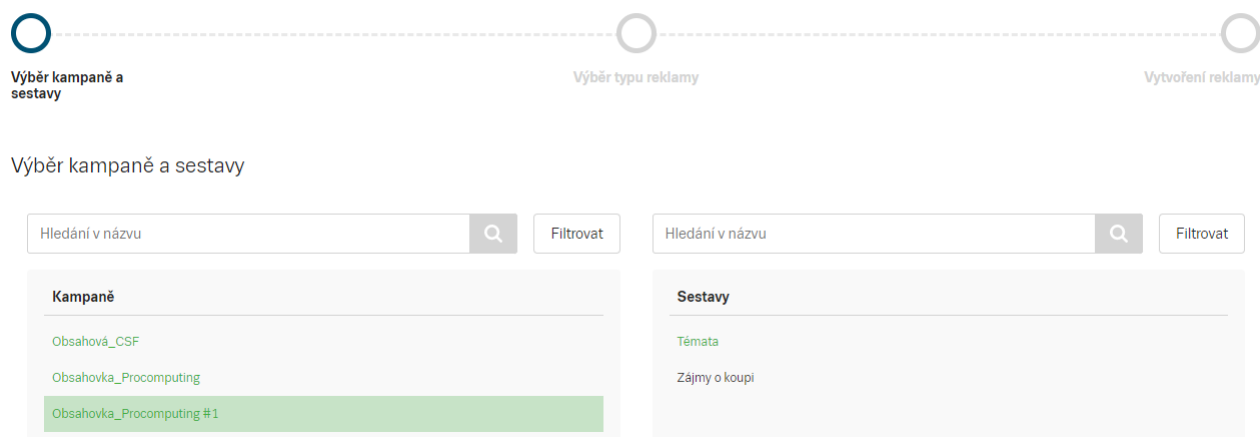 Výběr kampaně a
sestavy
Výběr typu reklamy
Vytvoření reklamy
Výběr kampaně a sestavy
Hledání v názvu
Filtrovat
Hledání v názvu
Filtrovat
Kampaně
Obsahová_CSF
Obsahovka_Procomputing
Obsahovka_Procomputing #1
Sestavy
Témata
Zájmy o koupi